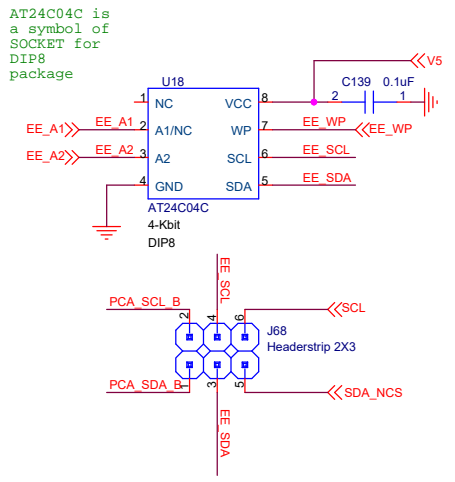 AT24C04C is
a symbol of
SOCKET for
DIP8
package
V5
U18
C139 0.1uF
1 NC VCC 8
2 1
EE_A1 EE_A1 2 A1/NC WP 7 EE_WP EE_WP
EE_A2 EE_A2 3 A2 SCL 6 EE_SCL
4 GND SDA 5 EE_SDA
AT24C04C
4-Kbit
DIP8
EE_SCL
PCA_SCL_B SCL
2 4 6
J68
Headerstrip 2X3
PCA_SDA_B 1 3 5 SDA_NCS
EE_SDA